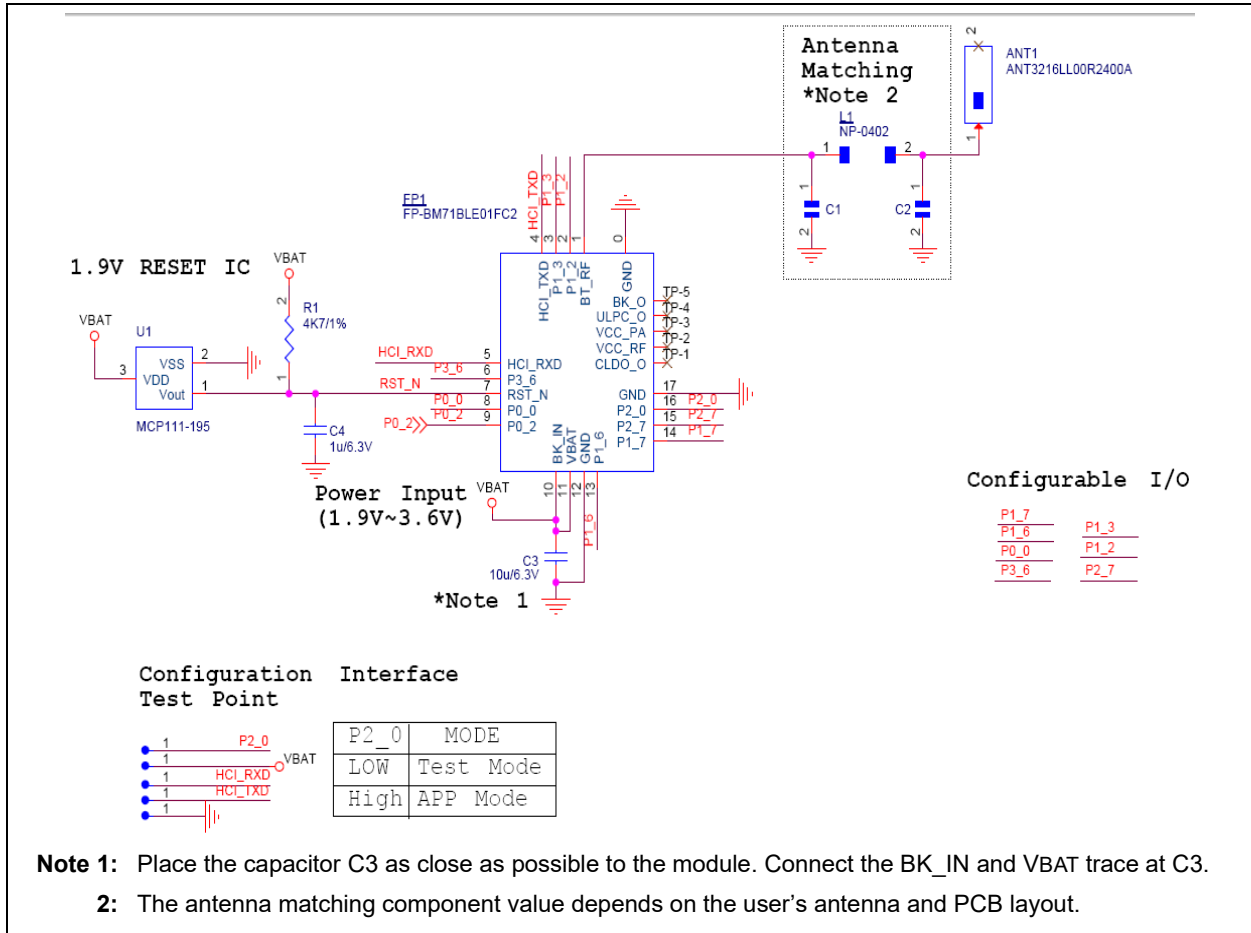 Antenna
Matching
*Note 2
L1
NP-0402
1
2
2
ANT1
ANT3216LL00R2400A
1
1
C1
2
1
C2
2
FP1
FP-BM71BLE01FC2
HCI_TXD
P1_3
P1_2
4
3
2
1
0
HCI_TXD
P1_3
P1_2
BT_RF
GND
BK_O
ULPC_O
VCC_PA
VCC_RF
CLDO_O
TP-5
TP-4
TP-3
TP-2
TP-1
1.9V RESET IC
VBAT
2
R1
4K7/1%
1
VBAT
U1
3
VSS
VDD
Vout
2
1
MCP111-195
C4
1u/6.3V
HCI_RXD
5
HCI_RXD
P3_6
6
P3_6
RST_N
7
RST_N
P0_0
8
P0_0
P0_2
P0_2
9
P0_2
GND
17
P2_0
16
P2_0
P2_7
15
P2_7
P1_7
14
P1_7
BK_IN
VBAT
GND
P1_6
10
11
12
13
P1_6
Power Input
(1.9V~3.6V)
VBAT
C3
10u/6.3V
*Note 1
Configurable I/O
P1_7
P1_6
P0_0
P3_6
P1_3
P1_2
P2_7
Configuration Interface
Test Point
1 P2_0
1 VBAT
1 HCI_RXD
1 HCI_TXD
1
P2_0 MODE
LOW Test Mode
High APP Mode
Note 1: Place the capacitor C3 as close as possible to the module. Connect the BK_IN and VBAT trace at C3.
2: The antenna matching component value depends on the user's antenna and PCB layout.